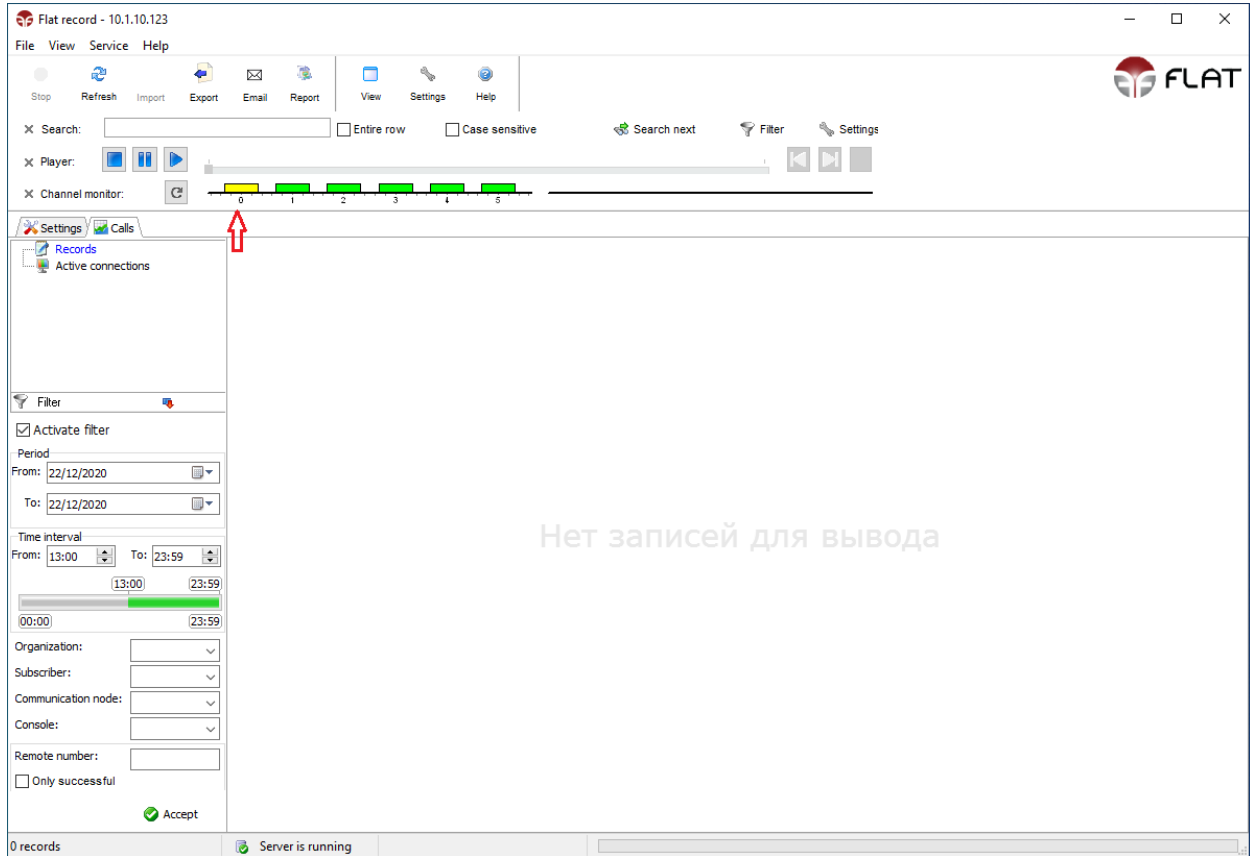 Flat record - 10.1.10.123
File View Service Help
Stop Refresh Import Export Email Report View Settings Help
FLAT
Search: Entire row Case sensitive Search next Filter Settings
Player:
Channel monitor:
0 1 2 3 4 5
Settings Calls
Records
Active connections
Filter
Activate filter
Period
From: 22/12/2020
To: 22/12/2020
Нет записей для вывода
Time interval
From: 13:00 To: 23:59
13:00 23:59
00:00 23:59
Organization:
Subscriber:
Communication node:
Console:
Remote number:
Only successful
Accept
0 records Server is running